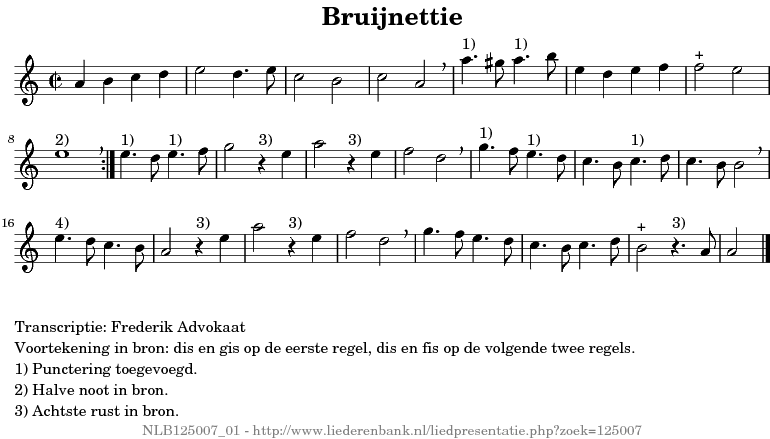 Bruijnettie
1) 1) +
8 2) 1) 1) 3) 3) 1) 1) 1)
16 4) 3) 3) + 3)
Transcriptie: Frederik Advokaat
Voortekening in bron: dis en gis op de eerste regel, dis en fis op de volgende twee regels.
1) Punctering toegevoegd.
2) Halve noot in bron.
3) Achtste rust in bron.
NLB125007_01 - http://www.liederenbank.nl/liedpresentatie.php?zoek=125007